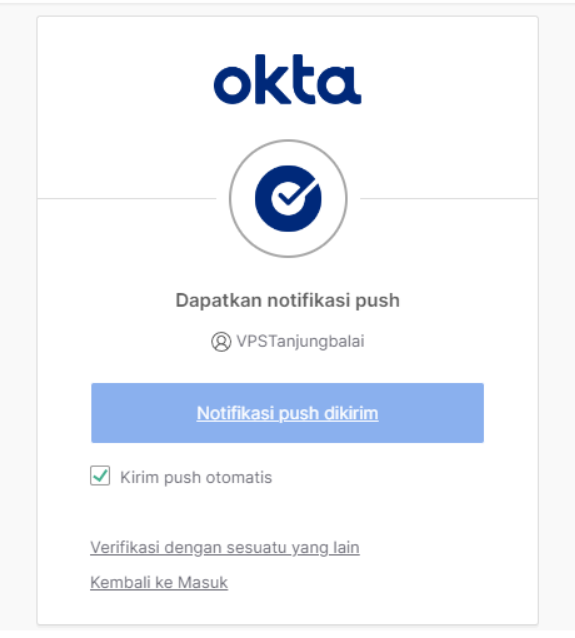 okta
Dapatkan notifikasi push
VPSTanjungbalai
Notifikasi push dikirim
Kirim push otomatis
Verifikasi dengan sesuatu yang lain
Kembali ke Masuk